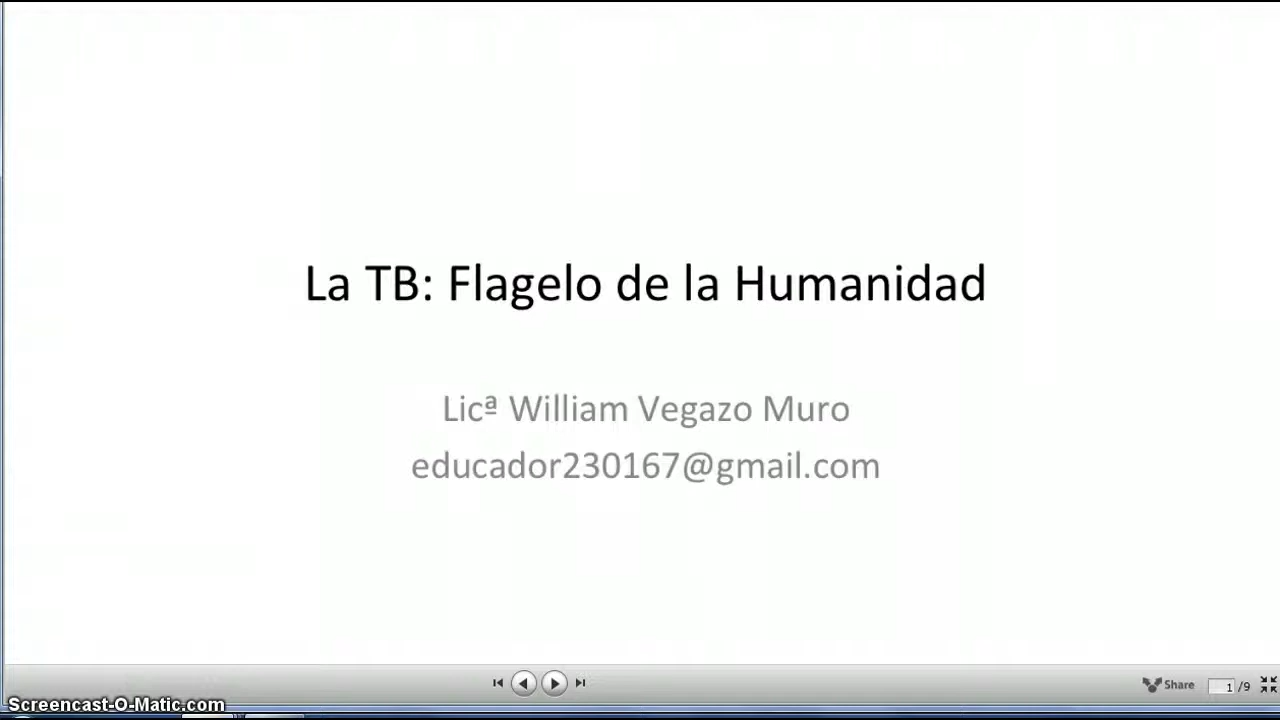 La TB: Flagelo de la Humanidad
Licª William Vegazo Muro
educador230167@gmail.com
Share 1 /9
Screencast-O-Matic.com